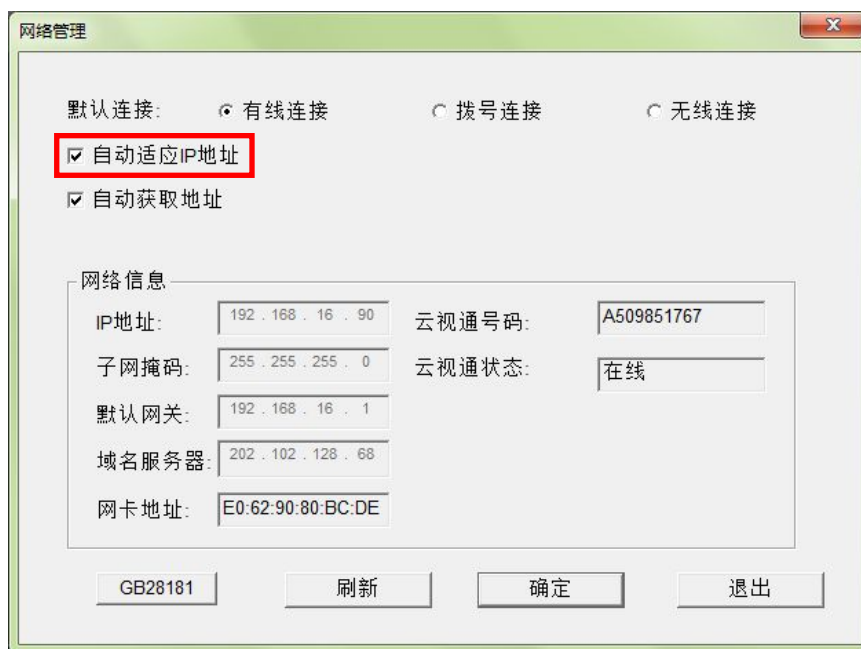 网络管理
默认连接: 有线连接 拨号连接 无线连接
自动适应IP地址
自动获取地址
网络信息
IP地址: 192 . 168 . 16 . 90 云视通号码: A509851767
子网掩码: 255 . 255 . 255 . 0 云视通状态: 在线
默认网关: 192 . 168 . 16 . 1
域名服务器: 202 . 102 . 128 . 68
网卡地址: E0:62:90:80:BC:DE
GB28181 刷新 确定 退出